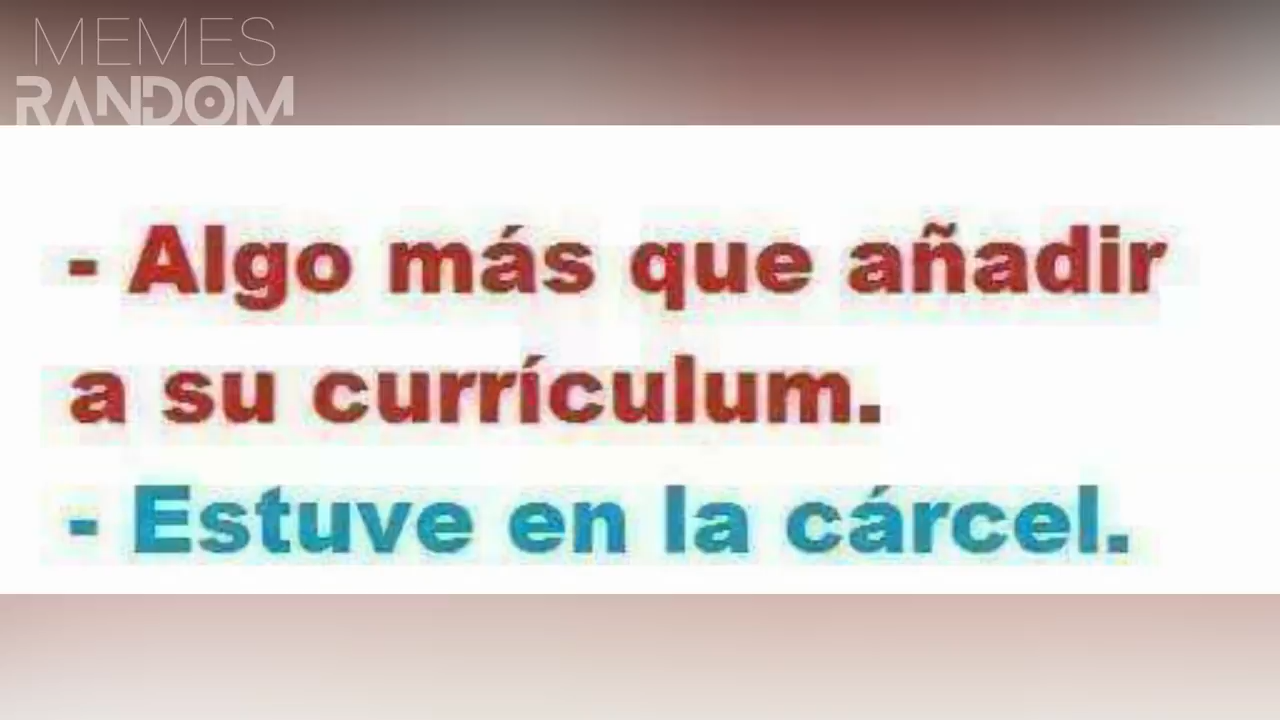 MEMES
RANDOM
- Algo más que añadir
a su currículum.
- Estuve en la cárcel.